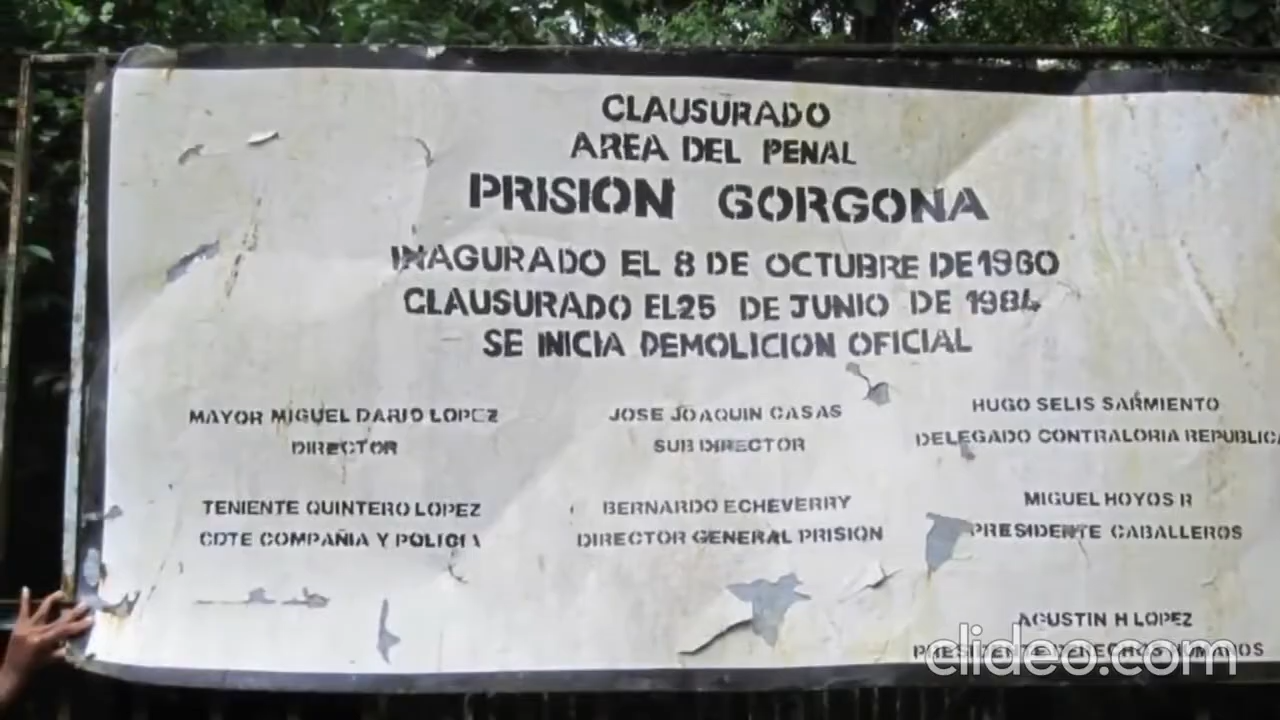 CLAUSURADO
AREA DEL PENAL
PRISION GORGONA
INAGURADO EL 8 DE OCTUBRE DE 1960
CLAUSURADO EL 25 DE JUNIO DE 1984
SE INICIA DEMOLICION OFICIAL
MAYOR MIGUEL DARIO LOPEZ
DIRECTOR
JOSE JOAQUIN CASAS
SUB DIRECTOR
HUGO SELIS SARMIENTO
DELEGADO CONTRALORIA REPUBLICA
TENIENTE QUINTERO LOPEZ
CDTE COMPAÑIA Y POLICIA
BERNARDO ECHEVERRY
DIRECTOR GENERAL PRISION
MIGUEL HOYOS R
PRESIDENTE CABALLEROS
AGUSTIN H LOPEZ
PRESIDENTE DERECHOS HUMANOS
clideo.com